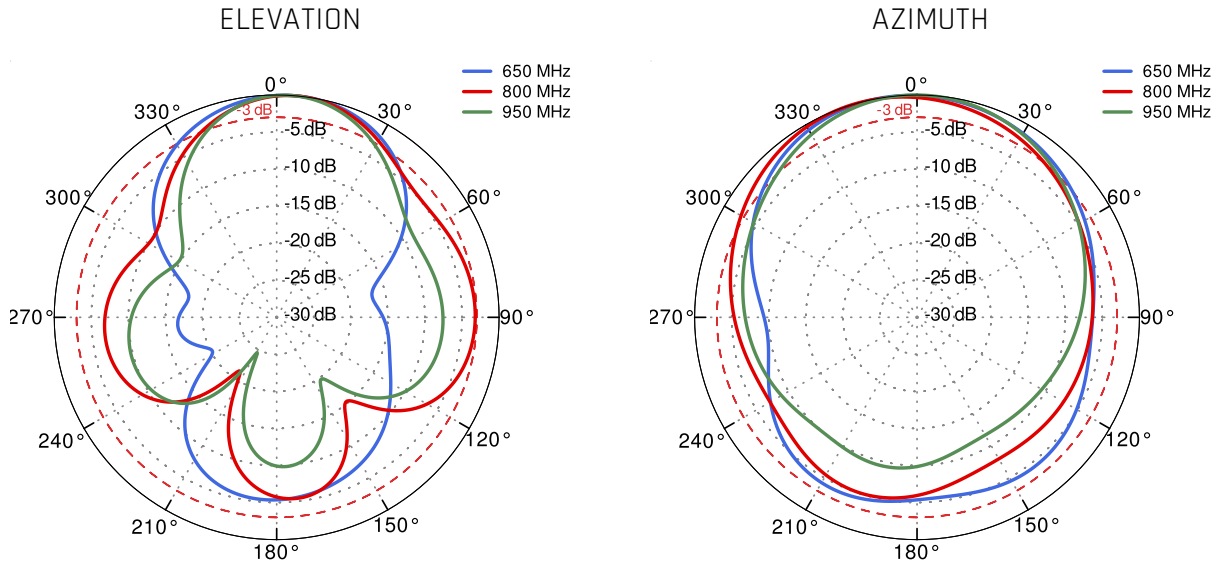 ELEVATION
650 MHz
800 MHz
950 MHz
0°
330°
30°
-3 dB
-5 dB
-10 dB
300°
60°
-15 dB
-20 dB
-25 dB
270°
-30 dB
90°
240°
120°
210°
150°
180°
AZIMUTH
650 MHz
800 MHz
950 MHz
0°
330°
30°
-3 dB
-5 dB
-10 dB
300°
60°
-15 dB
-20 dB
-25 dB
270°
-30 dB
90°
240°
120°
210°
150°
180°